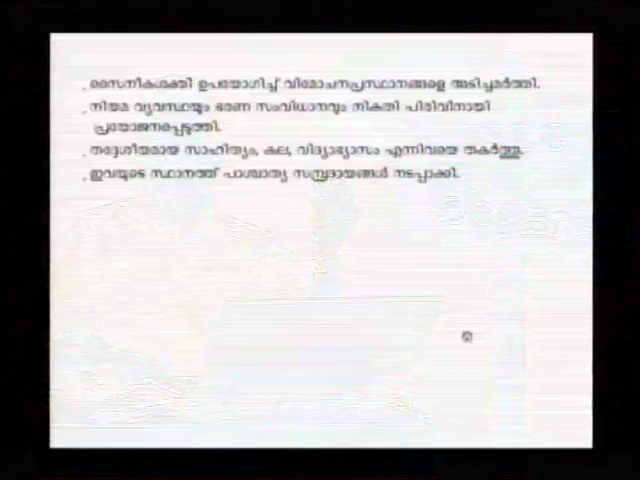 സൈനികശക്തി ഉപയോഗിച്ച് വിമോചനപ്രസ്ഥാനങ്ങളെ അടിച്ചമർത്തി.
നിയമ വ്യവസ്ഥയും ഭരണ സംവിധാനവും നികുതി പിരിവിനായി
പ്രയോജനപ്പെടുത്തി.
തദ്ദേശീയമായ സാഹിത്യം, കല, വിദ്യാഭ്യാസം എന്നിവയെ തകർത്തു.
ഇവയുടെ സ്ഥാനത്ത് പാശ്ചാത്യ സമ്പ്രദായങ്ങൾ നടപ്പാക്കി.